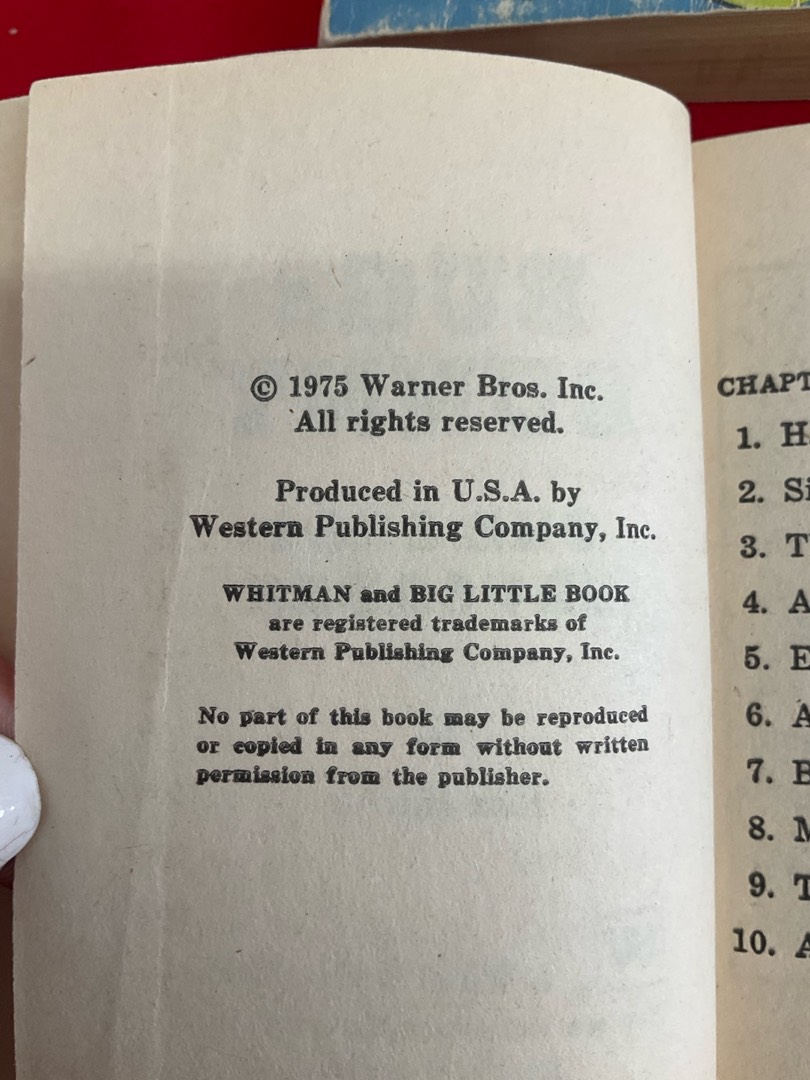 © 1975 Warner Bros. Inc.
All rights reserved.
Produced in U.S.A. by
Western Publishing Company, Inc.
WHITMAN and BIG LITTLE BOOK
are registered trademarks of
Western Publishing Company, Inc.
No part of this book may be reproduced
or copied in any form without written
permission from the publisher.
1.
2.
3.
4.
5.
6.
7.
8.
9.
10.